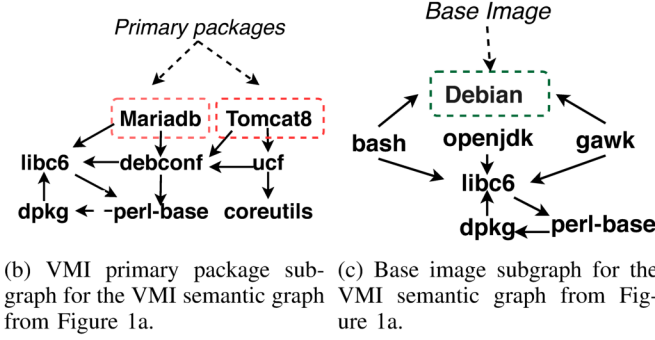 Primary packages
Mariadb Tomcat8
libc6 debconf ucf
dpkg perl-base coreutils
(b) VMI primary package sub-
graph for the VMI semantic graph
from Figure 1a.
Base Image
Debian
bash openjdk gawk
libc6
dpkg perl-base
(c) Base image subgraph for the
VMI semantic graph from Fig-
ure 1a.